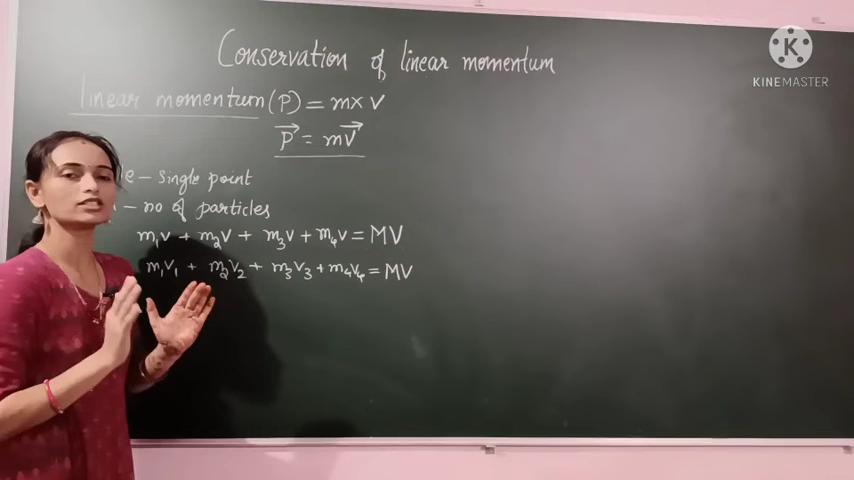 Conservation of linear momentum
K
KINEMASTER
linear momentum (P) = m x v
P⃗ = mv⃗
– single point
– no of particles
m₁v + m₂v + m₃v + m₄v = MV
m₁v₁ + m₂v₂ + m₃v₃ + m₄v₄ = MV